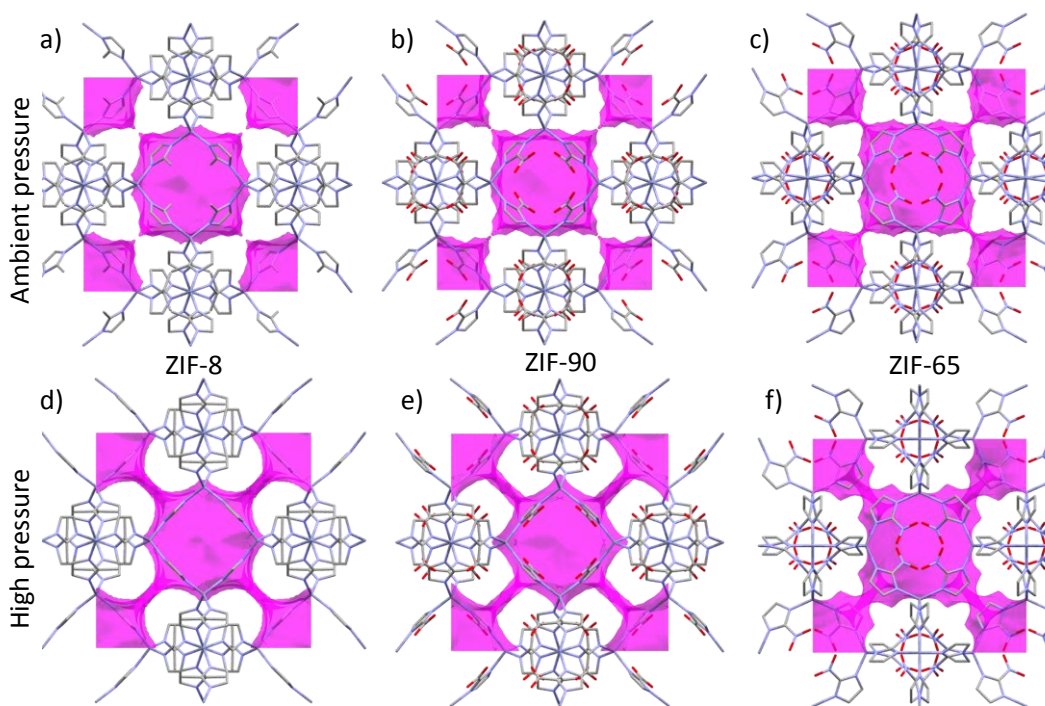 a)
b)
c)
Ambient pressure
ZIF-8
ZIF-90
ZIF-65
d)
e)
f)
High pressure